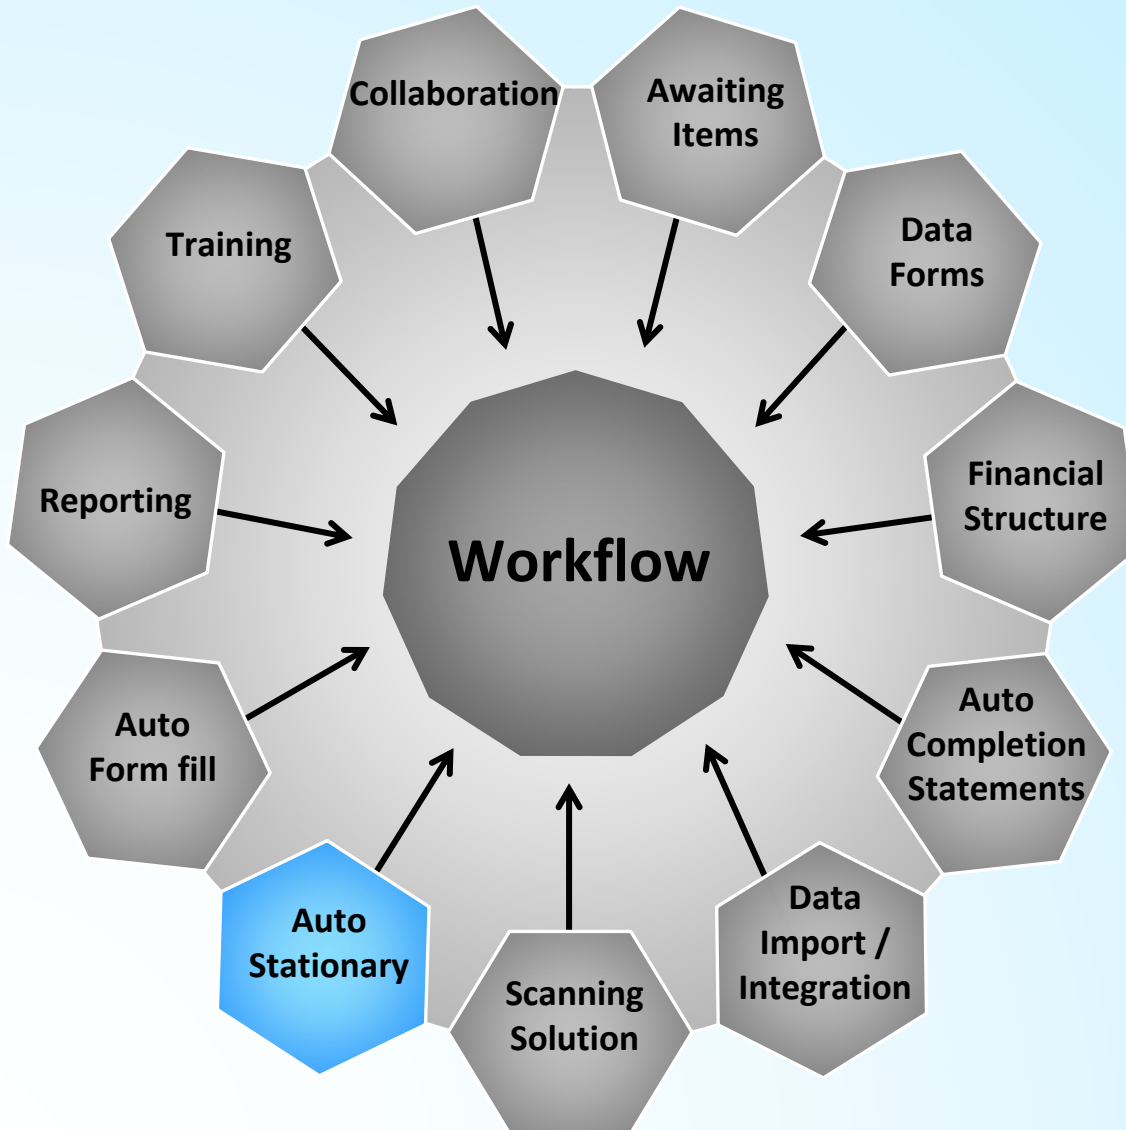 Collaboration
Awaiting
Items
Training
Data
Forms
Reporting
Financial
Structure
Workflow
Auto
Form fill
Auto
Completion
Statements
Auto
Stationary
Data
Import /
Integration
Scanning
Solution